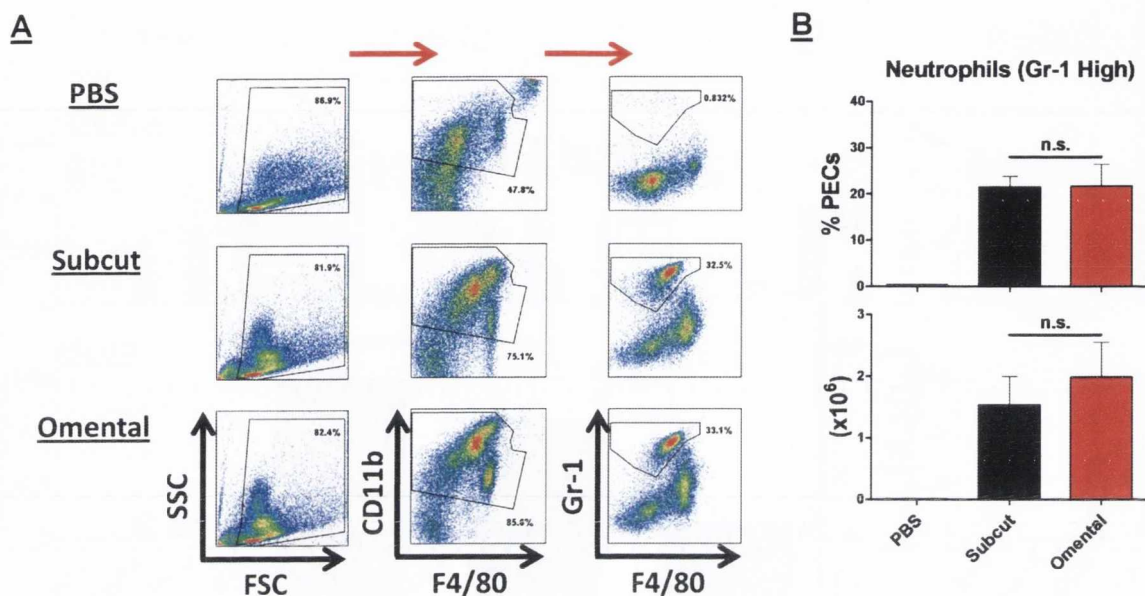 A
PBS
86.9%
47.8%
0.832%
Subcut
81.9%
75.1%
32.5%
Omental
82.4%
85.6%
33.1%
SSC
CD11b
Gr-1
FSC
F4/80
F4/80
B
Neutrophils (Gr-1 High)
40
30
20
10
0
% PECs
n.s.
3
2
1
0
(x10⁶)
n.s.
PBS
Subcut
Omental